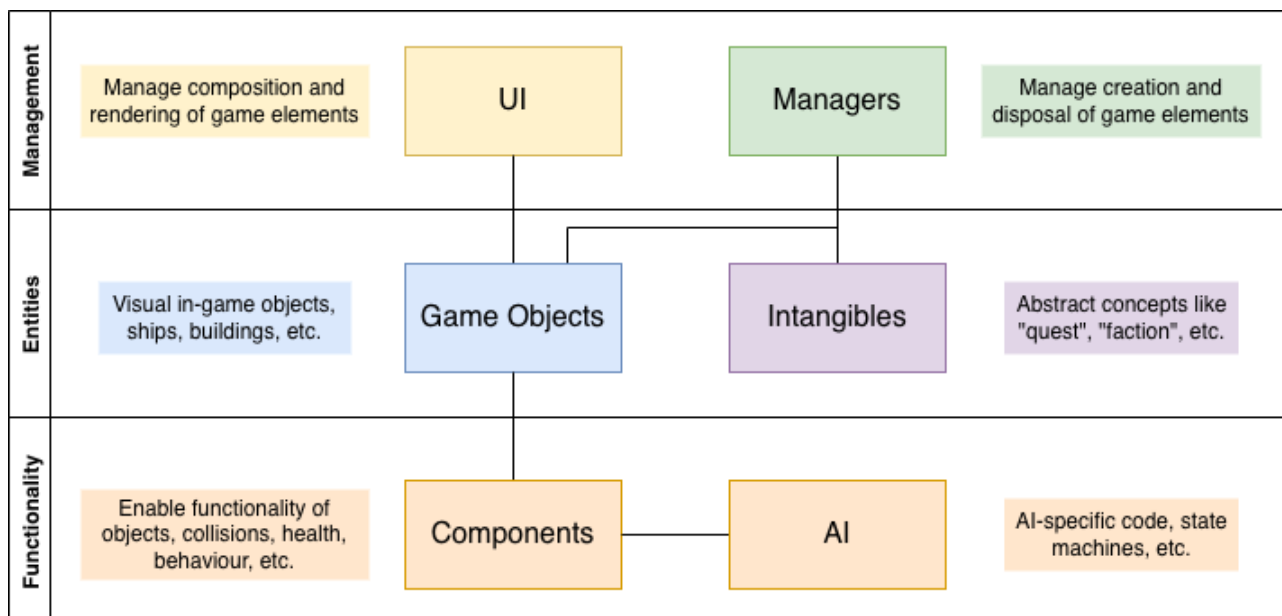 Management
Manage composition and
rendering of game elements
UI
Managers
Manage creation and
disposal of game elements
Entities
Visual in-game objects,
ships, buildings, etc.
Game Objects
Intangibles
Abstract concepts like
"quest", "faction", etc.
Functionality
Enable functionality of
objects, collisions, health,
behaviour, etc.
Components
AI
AI-specific code, state
machines, etc.